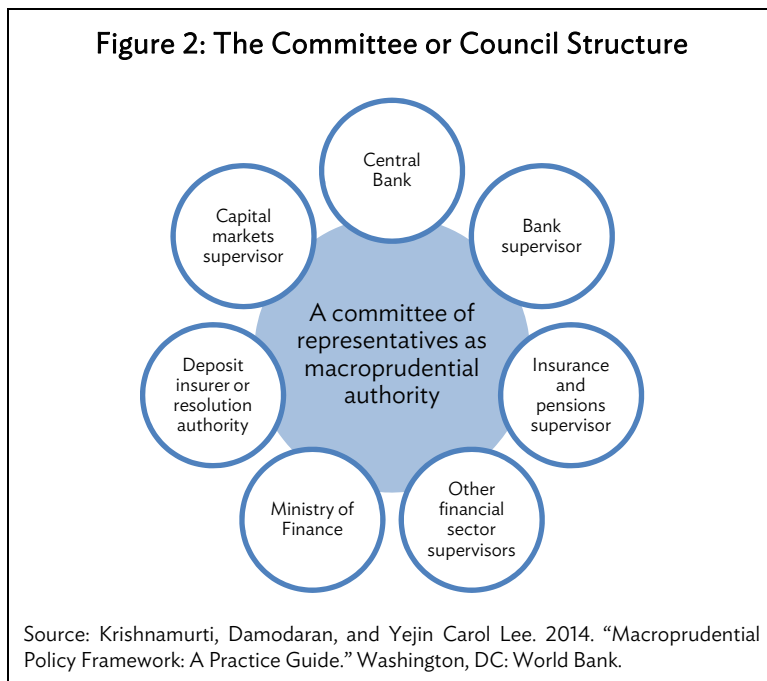 Figure 2: The Committee or Council Structure
Central
Bank
Capital
markets
supervisor
Bank
supervisor
A committee of
representatives as
macroprudential
authority
Deposit
insurer or
resolution
authority
Insurance
and
pensions
supervisor
Ministry of
Finance
Other
financial
sector
supervisors
Source: Krishnamurti, Damodaran, and Yejin Carol Lee. 2014. “Macroprudential
Policy Framework: A Practice Guide.” Washington, DC: World Bank.